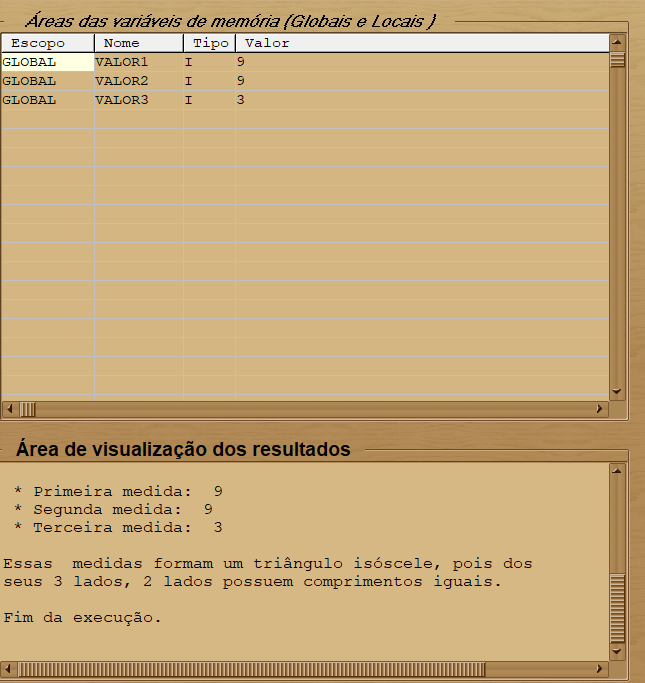 Áreas das variáveis de memória (Globais e Locais )
Escopo Nome Tipo Valor
GLOBAL VALOR1 I 9
GLOBAL VALOR2 I 9
GLOBAL VALOR3 I 3
Área de visualização dos resultados
* Primeira medida: 9
* Segunda medida: 9
* Terceira medida: 3
Essas medidas formam um triângulo isóscele, pois dos
seus 3 lados, 2 lados possuem comprimentos iguais.
Fim da execução.